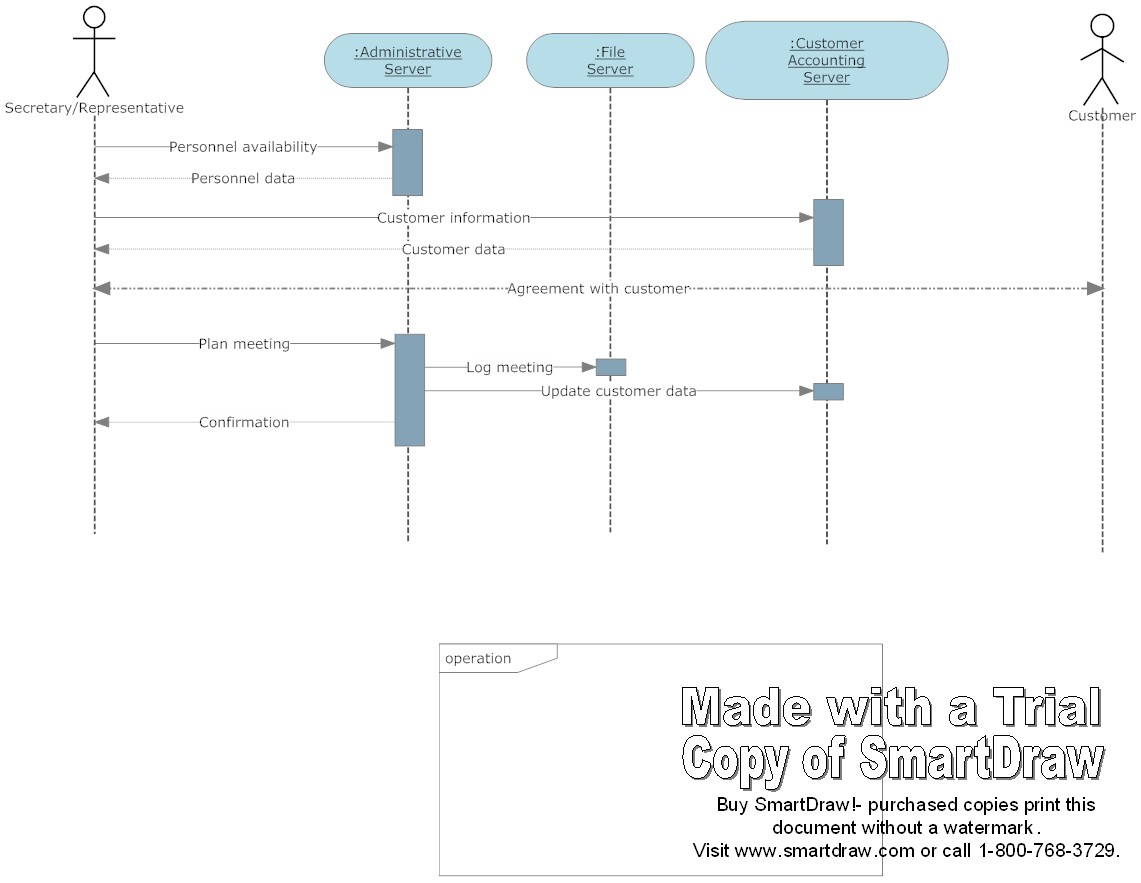 :Administrative
Server
:File
Server
:Customer
Accounting
Server
Secretary/Representative
Customer
Personnel availability
Personnel data
Customer information
Customer data
Agreement with customer
Plan meeting
Log meeting
Update customer data
Confirmation
operation
Made with a Trial
Copy of SmartDraw
Buy SmartDraw!- purchased copies print this
document without a watermark .
Visit www.smartdraw.com or call 1-800-768-3729.